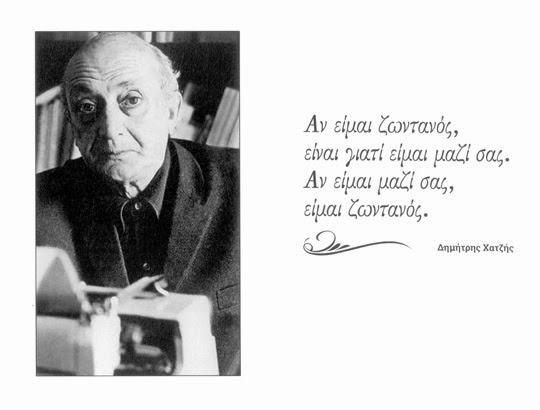 Αν είμαι ζωντανός,
είναι γιατί είμαι μαζί σας.
Αν είμαι μαζί σας,
είμαι ζωντανός.
Δημήτρης Χατζής